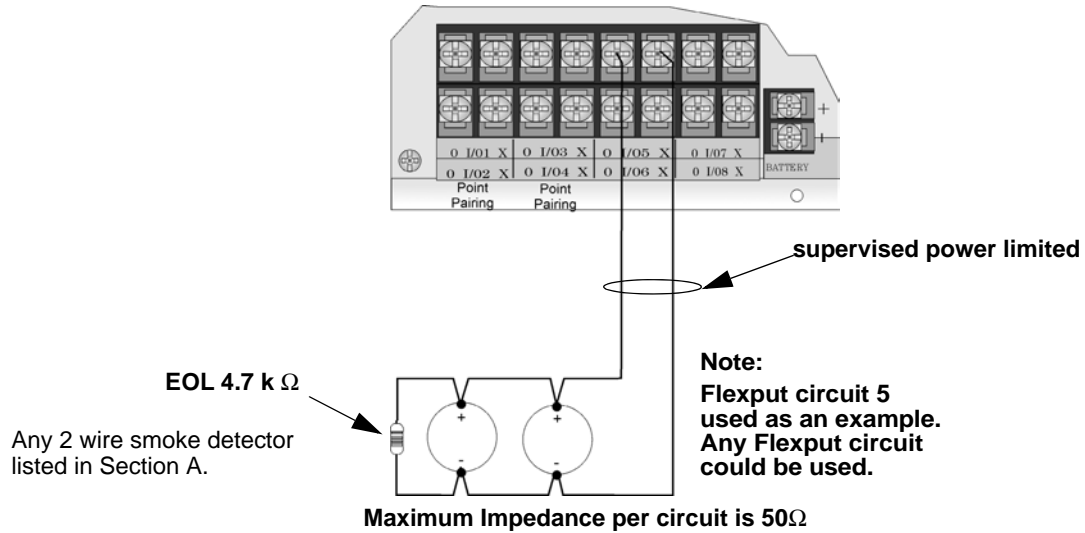 +
-
0 I/01 X 0 I/03 X 0 I/05 X 0 I/07 X
BATTERY
0 I/02 X 0 I/04 X 0 I/06 X 0 I/08 X
Point Pairing
Point Pairing
supervised power limited
EOL 4.7 k Ω
Any 2 wire smoke detector
listed in Section A.
+
-
+
-
Note:
Flexput circuit 5
used as an example.
Any Flexput circuit
could be used.
Maximum Impedance per circuit is 50Ω